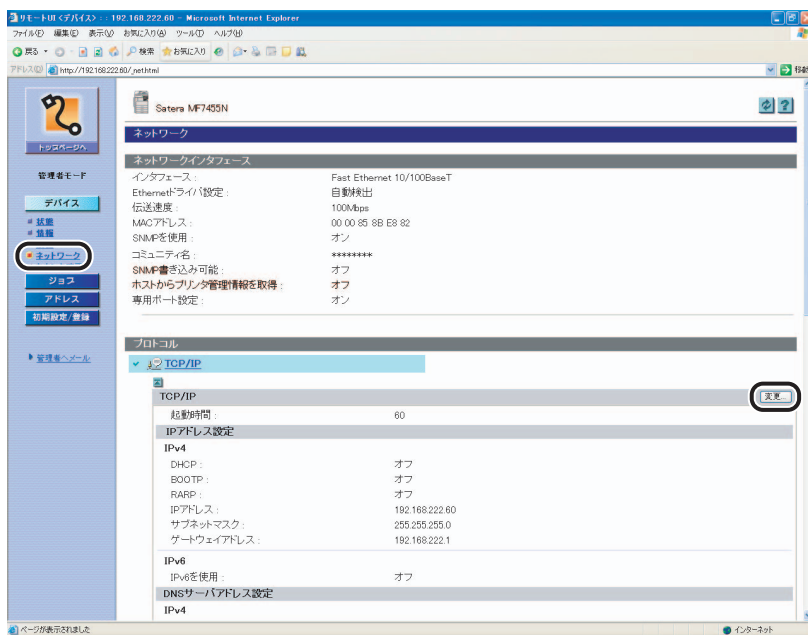 リモートUI <デバイス> : : 192.168.222.60 - Microsoft Internet Explorer
ファイル(F) 編集(E) 表示(V) お気に入り(A) ツール(T) ヘルプ(H)
戻る 検索 お気に入り
アドレス(D) http://192.168.222.60/_net.html 移動
Satera MF7455N
トップページへ
ネットワーク
管理者モード
デバイス
状態
情報
ネットワーク
ジョブ
アドレス
初期設定/登録
管理者へメール
ネットワークインタフェース
インタフェース : Fast Ethernet 10/100BaseT
Ethernetドライバ設定 : 自動検出
伝送速度 : 100Mbps
MACアドレス : 00 00 85 8B E8 82
SNMPを使用 : オン
コミュニティ名 : ********
SNMP書き込み可能 : オフ
ホストからプリンタ管理情報を取得 : オフ
専用ポート設定 : オン
プロトコル
TCP/IP
TCP/IP 変更...
起動時間 : 60
IPアドレス設定
IPv4
DHCP : オフ
BOOTP : オフ
RARP : オフ
IPアドレス : 192.168.222.60
サブネットマスク : 255.255.255.0
ゲートウェイアドレス : 192.168.222.1
IPv6
IPv6を使用 : オフ
DNSサーバアドレス設定
IPv4
ページが表示されました インターネット